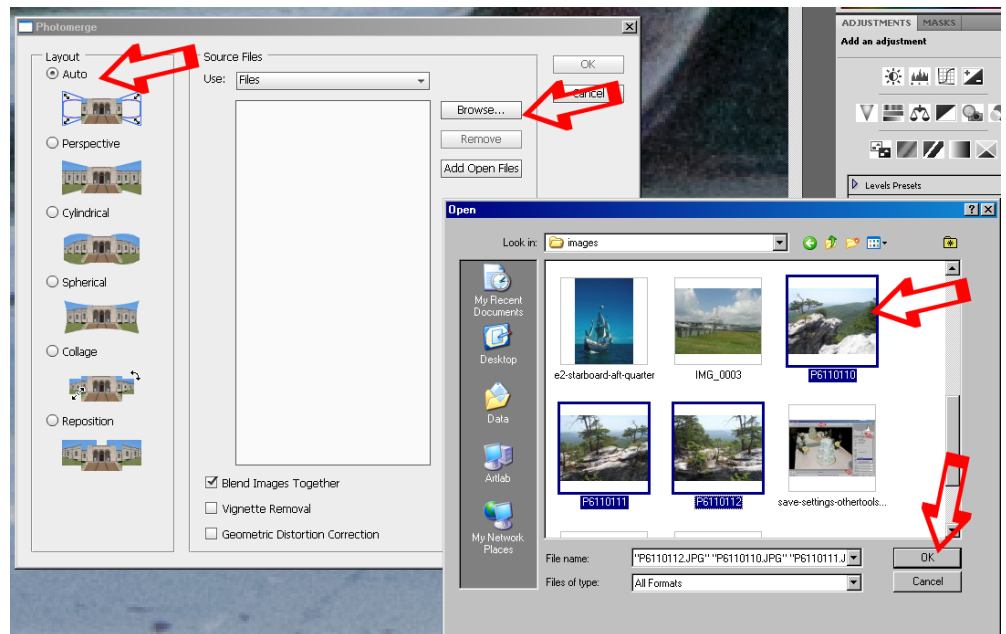 Photomerge
Layout
Auto
Perspective
Cylindrical
Spherical
Collage
Reposition
Source Files
Use: Files
OK
Cancel
Browse...
Remove
Add Open Files
Blend Images Together
Vignette Removal
Geometric Distortion Correction
ADJUSTMENTS MASKS
Add an adjustment
Levels Presets
Open
Look in: images
My Recent
Documents
Desktop
Data
Artlab
My Network
Places
e2-starboard-aft-quarter
IMG_0003
P6110110
P6110111
P6110112
save-settings-othertools...
File name: "P6110112.JPG" "P6110110.JPG" "P6110111.J
Files of type: All Formats
OK
Cancel